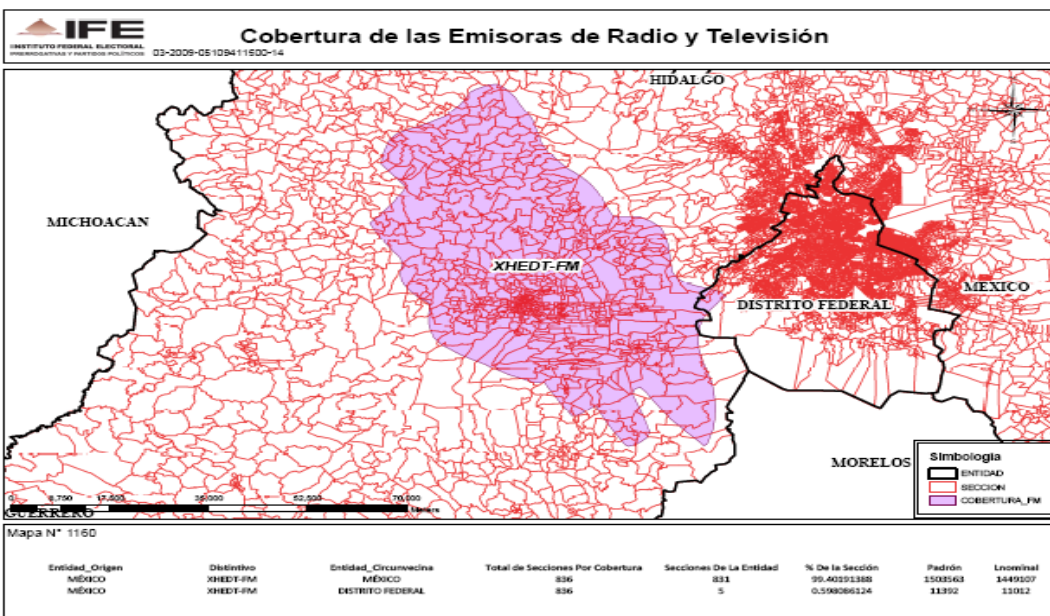 IFE
INSTITUTO FEDERAL ELECTORAL
PRERROGATIVAS Y PARTIDOS POLÍTICOS
03-2009-05109411500-14
Cobertura de las Emisoras de Radio y Televisión
HIDALGO
MICHOACAN
XHEDT-FM
MEXICO
DISTRITO FEDERAL
MORELOS
Simbología
ENTIDAD
SECCION
COBERTURA_FM
0 8,750 17,500 35,000 52,500 70,000
Meters
GUERRERO
Mapa N° 1160
Entidad_Origen Distintivo Entidad_Circunvecina Total de Secciones Por Cobertura Secciones De La Entidad % De la Sección Padrón Lnominal
MÉXICO XHEDT-FM MÉXICO 836 831 99.40191388 1503563 1449107
MÉXICO XHEDT-FM DISTRITO FEDERAL 836 5 0.598086124 11392 11012